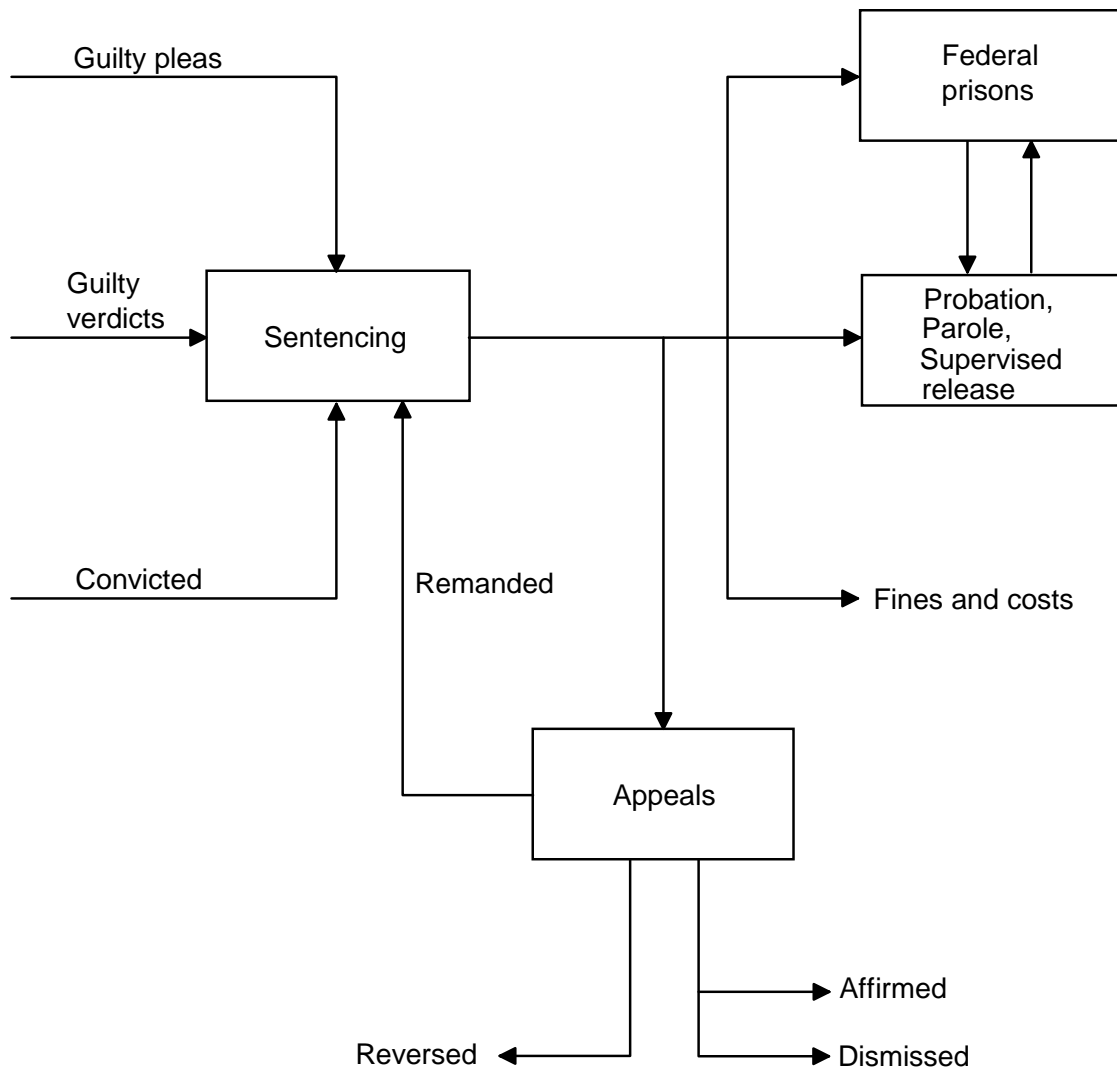 Guilty pleas
Federal
prisons
Guilty
verdicts
Sentencing
Probation,
Parole,
Supervised
release
Convicted
Remanded
Fines and costs
Appeals
Affirmed
Reversed
Dismissed